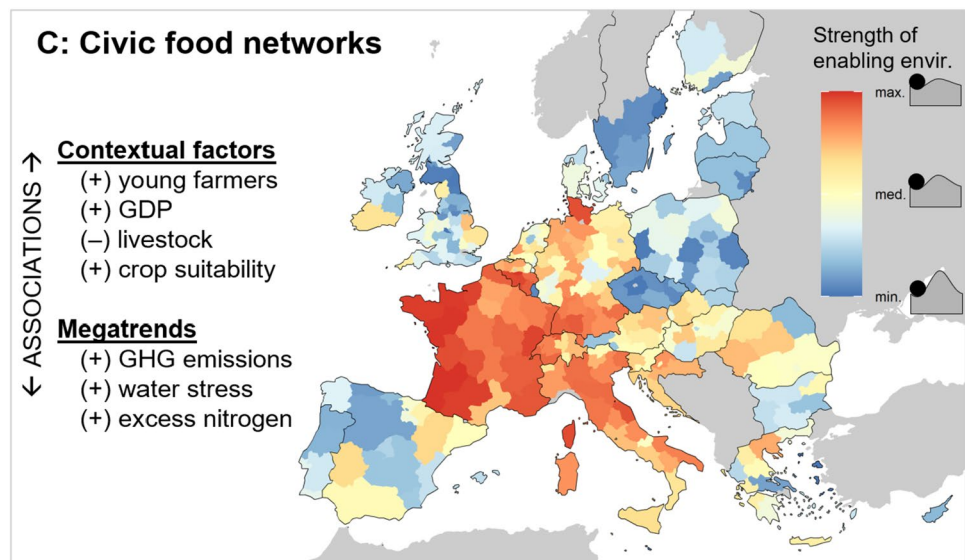 C: Civic food networks
Strength of
enabling envir.
max.
med.
min.
← ASSOCIATIONS →
Contextual factors
(+) young farmers
(+) GDP
(–) livestock
(+) crop suitability
Megatrends
(+) GHG emissions
(+) water stress
(+) excess nitrogen